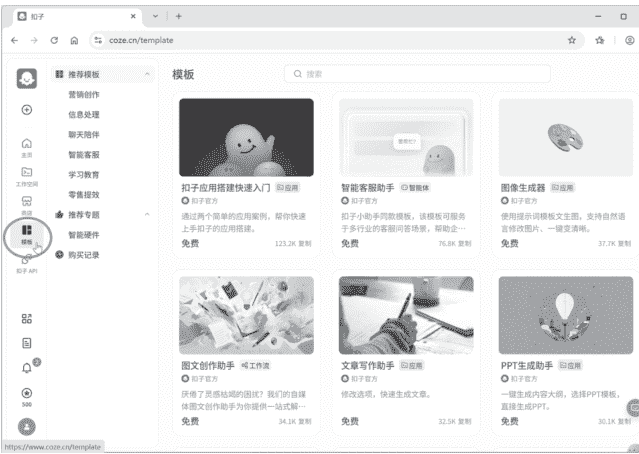 扣子
coze.cn/template
推荐模板
营销创作
信息处理
聊天陪伴
智能客服
学习教育
零售提效
推荐专题
智能硬件
购买记录
主页
工作空间
商店
模板
扣子 API
2
500
模板
搜索
扣子应用搭建快速入门 应用
扣子官方
通过两个简单的应用案例，帮你快速
上手扣子的应用搭建。
免费 123.2K 复制
智能客服助手 智能体
扣子官方
扣子小助手同款模板，该模板可服务
于多行业的客服问答场景，帮助企...
免费 76.8K 复制
图像生成器 应用
扣子官方
使用提示词模板文生图，支持自然语
言修改图片、一键变清晰。
免费 37.7K 复制
图文创作助手 工作流
扣子官方
厌倦了灵感枯竭的困扰？我们的自媒
体图文创作助手为你提供一站式解...
免费 34.1K 复制
文章写作助手 应用
扣子官方
修改选项，快速生成文章。
免费 32.5K 复制
PPT生成助手 应用
扣子官方
一键生成内容大纲，选择PPT模板，
直接生成PPT。
免费 30.1K 复制
https://www.coze.cn/template